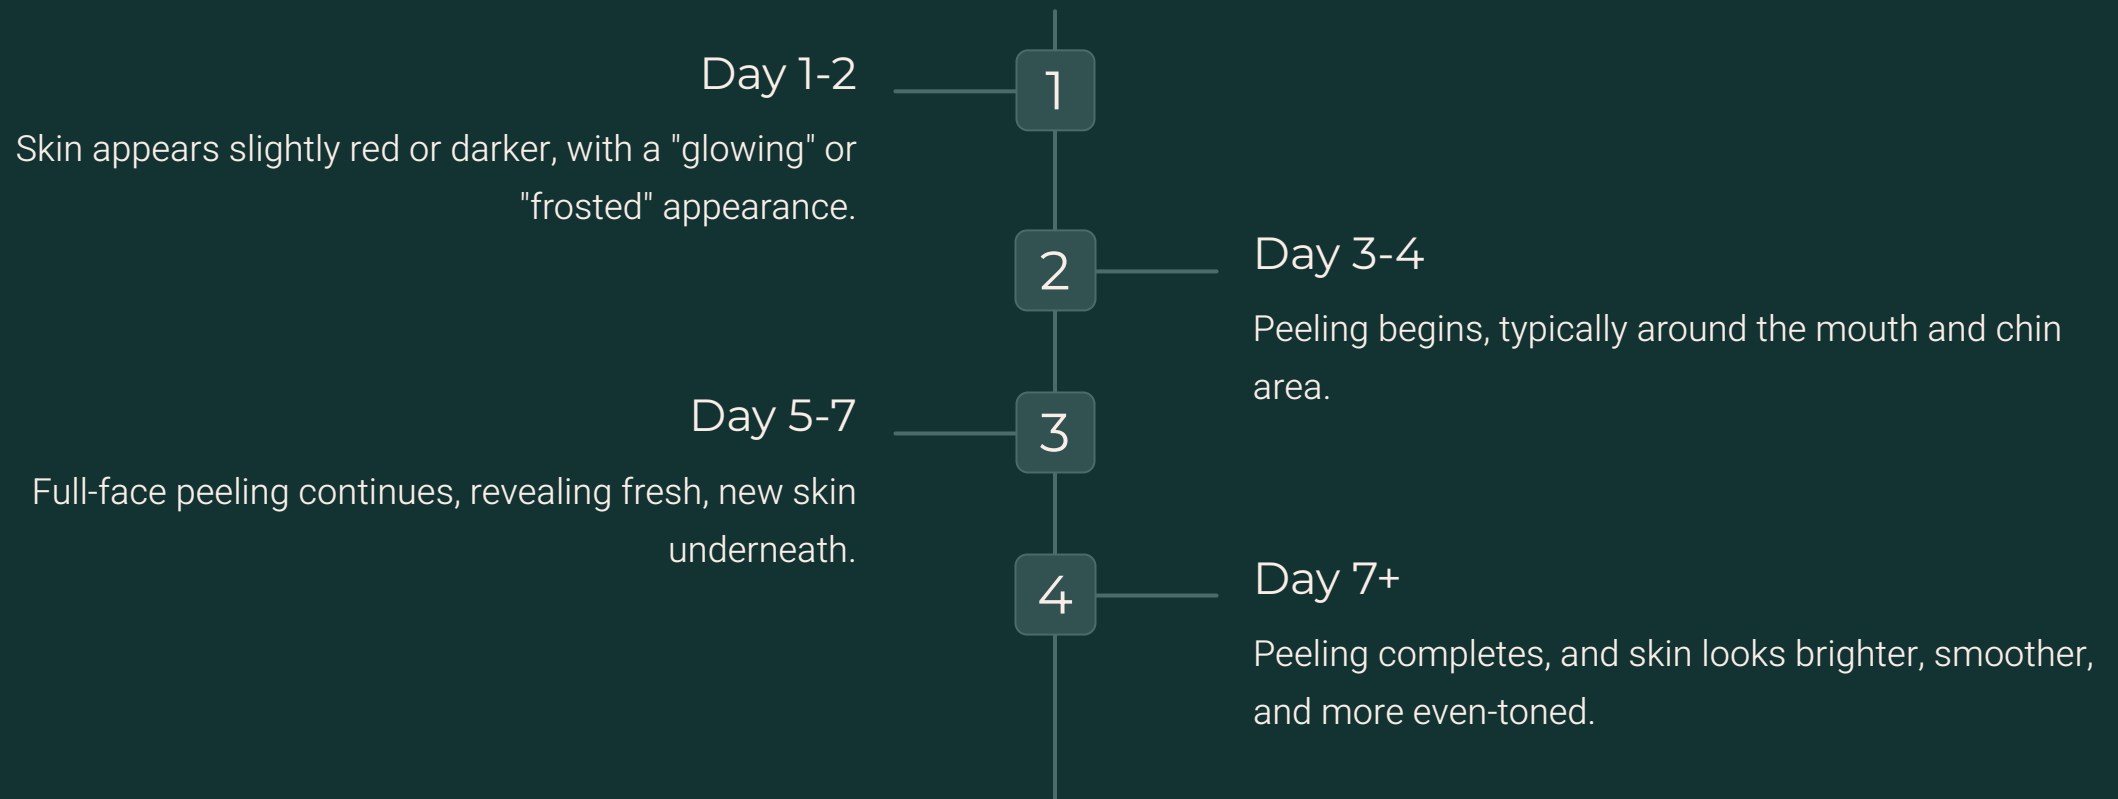 Day 1-2
1
Skin appears slightly red or darker, with a "glowing" or
"frosted" appearance.
2
Day 3-4
Peeling begins, typically around the mouth and chin
area.
Day 5-7
3
Full-face peeling continues, revealing fresh, new skin
underneath.
4
Day 7+
Peeling completes, and skin looks brighter, smoother,
and more even-toned.